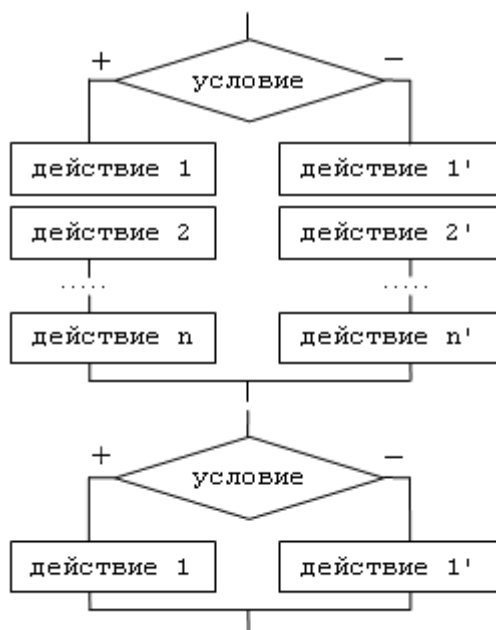 + −
условие
действие 1 действие 1'
действие 2 действие 2'
..... .....
действие n действие n'
+ −
условие
действие 1 действие 1'